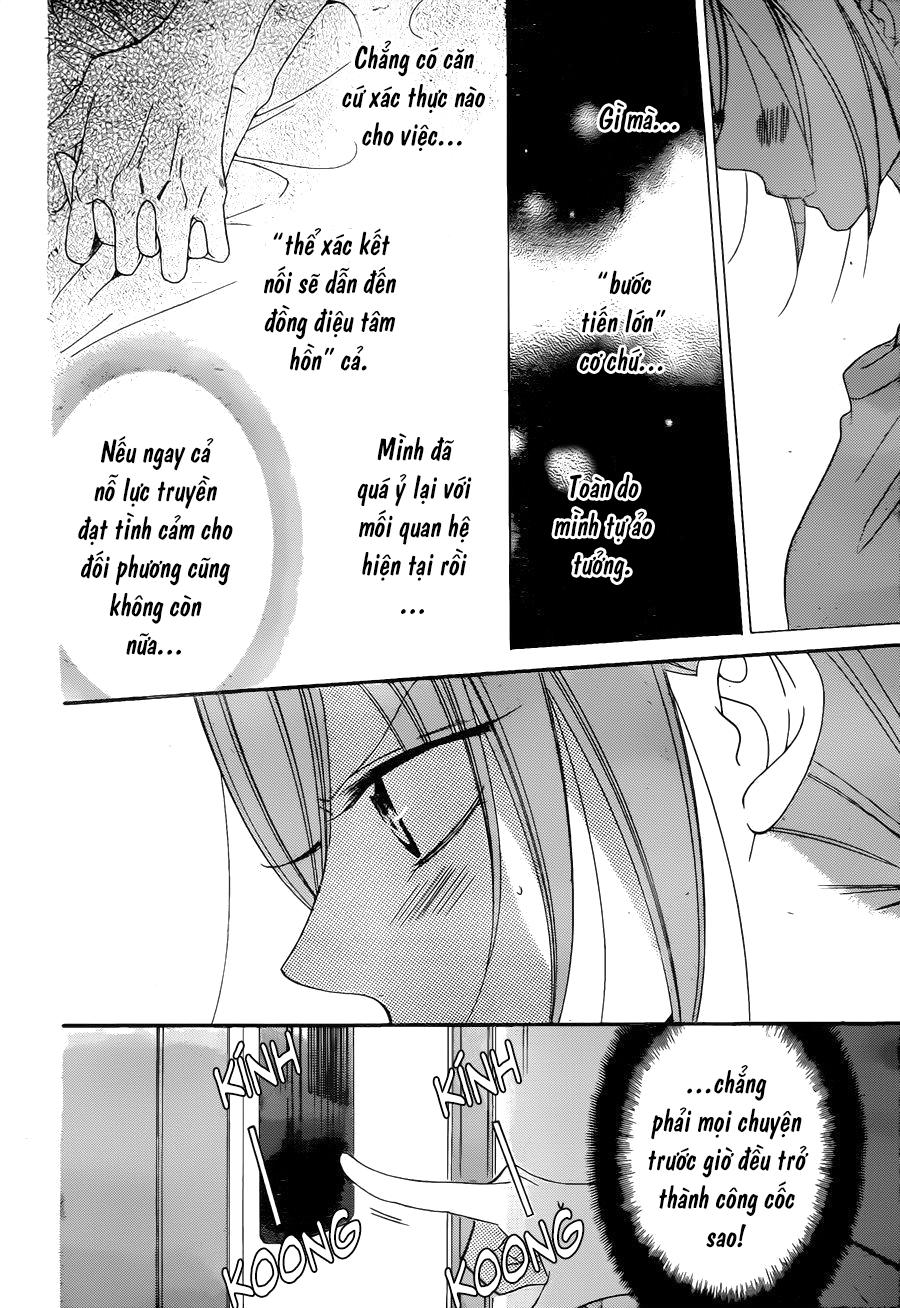 Gì mà...
“bước
tiến lớn”
cơ chứ...
Toàn do
mình tự ảo
tưởng.
Chẳng có căn
cứ xác thực nào
cho việc...
“thể xác kết
nối sẽ dẫn đến
đồng điệu tâm
hồn” cả.
Mình đã
quá ỷ lại với
mối quan hệ
hiện tại rồi
...
Nếu ngay cả
nỗ lực truyền
đạt tình cảm cho
đối phương cũng
không còn
nữa...
...chẳng
phải mọi chuyện
trước giờ đều trở
thành công cốc
sao!
KÍNH
KOONG
KÍNH
KOONG